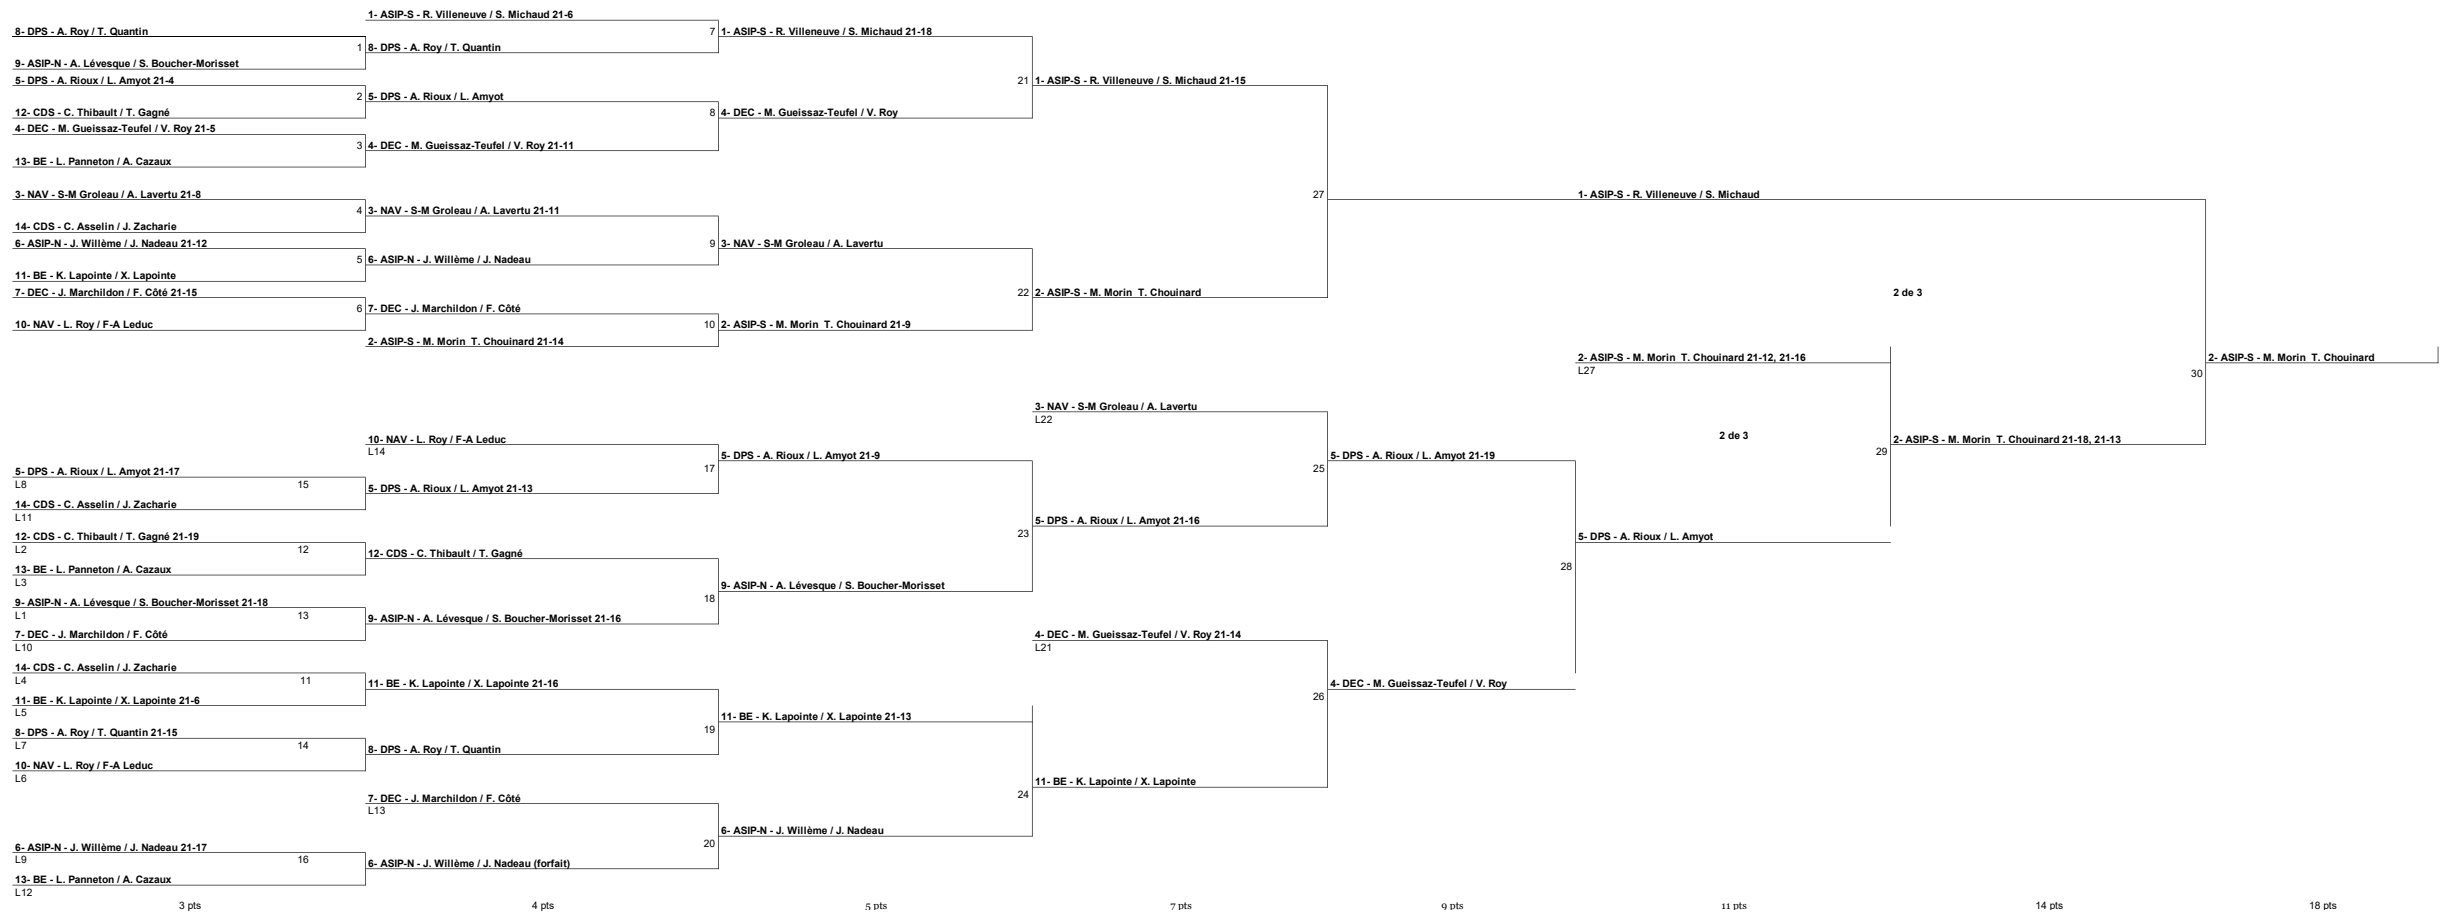 1- ASIP-S - R. Villeneuve / S. Michaud 21-6
8- DPS - A. Roy / T. Quantin
7
1- ASIP-S - R. Villeneuve / S. Michaud 21-18
1
8- DPS - A. Roy / T. Quantin
9- ASIP-N - A. Lévesque / S. Boucher-Morisset
5- DPS - A. Rioux / L. Amyot 21-4
21
1- ASIP-S - R. Villeneuve / S. Michaud 21-15
2
5- DPS - A. Rioux / L. Amyot
12- CDS - C. Thibault / T. Gagné
8
4- DEC - M. Gueissaz-Teufel / V. Roy
4- DEC - M. Gueissaz-Teufel / V. Roy 21-5
3
4- DEC - M. Gueissaz-Teufel / V. Roy 21-11
13- BE - L. Panneton / A. Cazaux
3- NAV - S-M Groleau / A. Lavertu 21-8
27
1- ASIP-S - R. Villeneuve / S. Michaud
4
3- NAV - S-M Groleau / A. Lavertu 21-11
14- CDS - C. Asselin / J. Zacharie
6- ASIP-N - J. Willème / J. Nadeau 21-12
9
3- NAV - S-M Groleau / A. Lavertu
5
6- ASIP-N - J. Willème / J. Nadeau
11- BE - K. Lapointe / X. Lapointe
7- DEC - J. Marchildon / F. Côté 21-15
22
2- ASIP-S - M. Morin  T. Chouinard
2 de 3
6
7- DEC - J. Marchildon / F. Côté
10- NAV - L. Roy / F-A Leduc
10
2- ASIP-S - M. Morin  T. Chouinard 21-9
2- ASIP-S - M. Morin  T. Chouinard 21-14
2- ASIP-S - M. Morin  T. Chouinard 21-12, 21-16
2- ASIP-S - M. Morin  T. Chouinard
L27
30
3- NAV - S-M Groleau / A. Lavertu
L22
10- NAV - L. Roy / F-A Leduc
2 de 3
2- ASIP-S - M. Morin  T. Chouinard 21-18, 21-13
L14
29
5- DPS - A. Rioux / L. Amyot 21-9
5- DPS - A. Rioux / L. Amyot 21-19
5- DPS - A. Rioux / L. Amyot 21-17
17
25
L8
15
5- DPS - A. Rioux / L. Amyot 21-13
14- CDS - C. Asselin / J. Zacharie
L11
5- DPS - A. Rioux / L. Amyot 21-16
12- CDS - C. Thibault / T. Gagné 21-19
23
5- DPS - A. Rioux / L. Amyot
L2
12
12- CDS - C. Thibault / T. Gagné
13- BE - L. Panneton / A. Cazaux
28
L3
9- ASIP-N - A. Lévesque / S. Boucher-Morisset
9- ASIP-N - A. Lévesque / S. Boucher-Morisset 21-18
18
L1
13
9- ASIP-N - A. Lévesque / S. Boucher-Morisset 21-16
7- DEC - J. Marchildon / F. Côté
4- DEC - M. Gueissaz-Teufel / V. Roy 21-14
L10
L21
14- CDS - C. Asselin / J. Zacharie
L4
11
11- BE - K. Lapointe / X. Lapointe 21-16
4- DEC - M. Gueissaz-Teufel / V. Roy
11- BE - K. Lapointe / X. Lapointe 21-6
26
L5
11- BE - K. Lapointe / X. Lapointe 21-13
8- DPS - A. Roy / T. Quantin 21-15
19
L7
14
8- DPS - A. Roy / T. Quantin
10- NAV - L. Roy / F-A Leduc
L6
11- BE - K. Lapointe / X. Lapointe
24
7- DEC - J. Marchildon / F. Côté
L13
6- ASIP-N - J. Willème / J. Nadeau
6- ASIP-N - J. Willème / J. Nadeau 21-17
20
L9
16
6- ASIP-N - J. Willème / J. Nadeau (forfait)
13- BE - L. Panneton / A. Cazaux
L12
3 pts
4 pts
5 pts
7 pts
9 pts
11 pts
14 pts
18 pts